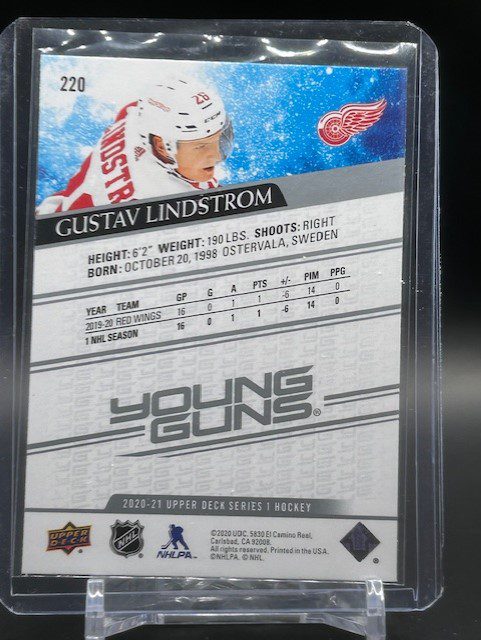 220
28
CCM
INDSTR
GUSTAV LINDSTROM
HEIGHT: 6'2" WEIGHT: 190 LBS. SHOOTS: RIGHT
BORN: OCTOBER 20, 1998 OSTERVALA, SWEDEN
YEAR TEAM GP G A PTS +/- PIM PPG
2019-20 RED WINGS 16 0 1 1 -6 14 0
1 NHL SEASON 16 0 1 1 -6 14 0
YOUNG
GUNS®
2020-21 UPPER DECK SERIES 1 HOCKEY
UPPER
DECK
NHL
NHLPA
©2020 UDC. 5830 El Camino Real,
Carlsbad, CA 92008.
All rights reserved. Printed in the USA.
©NHLPA. © NHL.
®